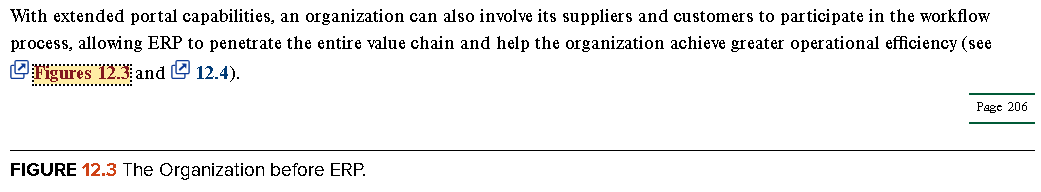 With extended portal capabilities, an organization can also involve its suppliers and customers to participate in the workflow
process, allowing ERP to penetrate the entire value chain and help the organization achieve greater operational efficiency (see
Figures 12.3 and 12.4).
Page 206
FIGURE 12.3 The Organization before ERP.